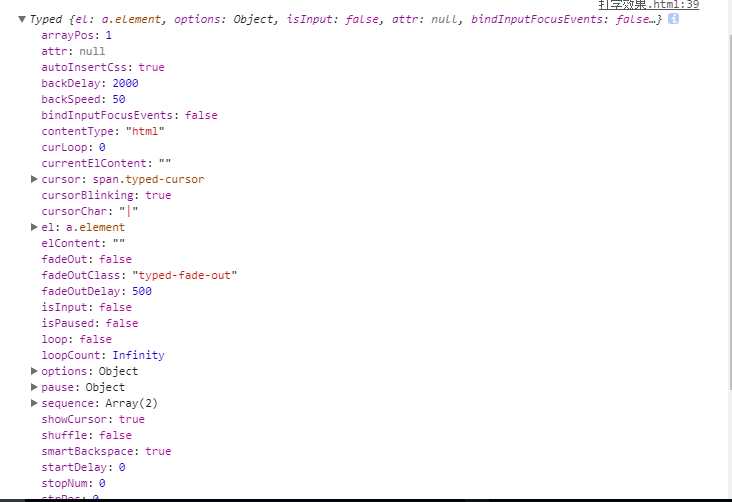 打字效果.html:39
Typed {el: a.element, options: Object, isInput: false, attr: null, bindInputFocusEvents: false…}
arrayPos: 1
attr: null
autoInsertCss: true
backDelay: 2000
backSpeed: 50
bindInputFocusEvents: false
contentType: "html"
curLoop: 0
currentElContent: ""
cursor: span.typed-cursor
cursorBlinking: true
cursorChar: "|"
el: a.element
elContent: ""
fadeOut: false
fadeOutClass: "typed-fade-out"
fadeOutDelay: 500
isInput: false
isPaused: false
loop: false
loopCount: Infinity
options: Object
pause: Object
sequence: Array(2)
showCursor: true
shuffle: false
smartBackspace: true
startDelay: 0
stopNum: 0
strPos: 0